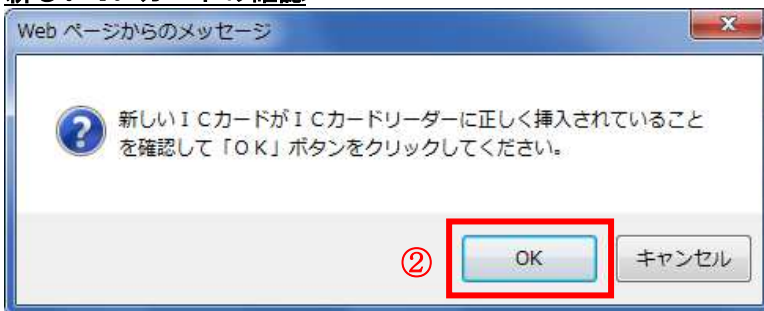 Web ページからのメッセージ
新しいＩＣカードがＩＣカードリーダーに正しく挿入されていること
を確認して「ＯＫ」ボタンをクリックしてください。
② OK キャンセル